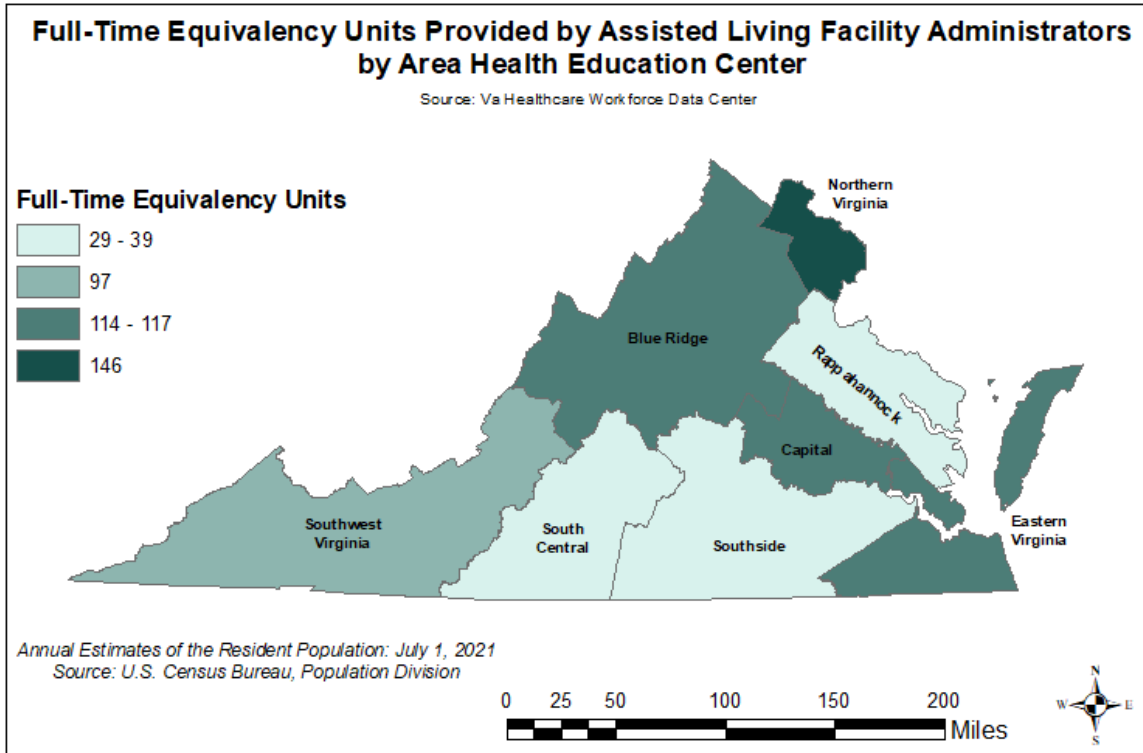 Full-Time Equivalency Units Provided by Assisted Living Facility Administrators
by Area Health Education Center
Source: Va Healthcare Workforce Data Center
Full-Time Equivalency Units
29 - 39
97
114 - 117
146
Northern
Virginia
Blue Ridge
Rappahannock
Capital
Southwest
Virginia
South
Central
Southside
Eastern
Virginia
Annual Estimates of the Resident Population: July 1, 2021
Source: U.S. Census Bureau, Population Division
0 25 50 100 150 200
Miles
N
W E
S